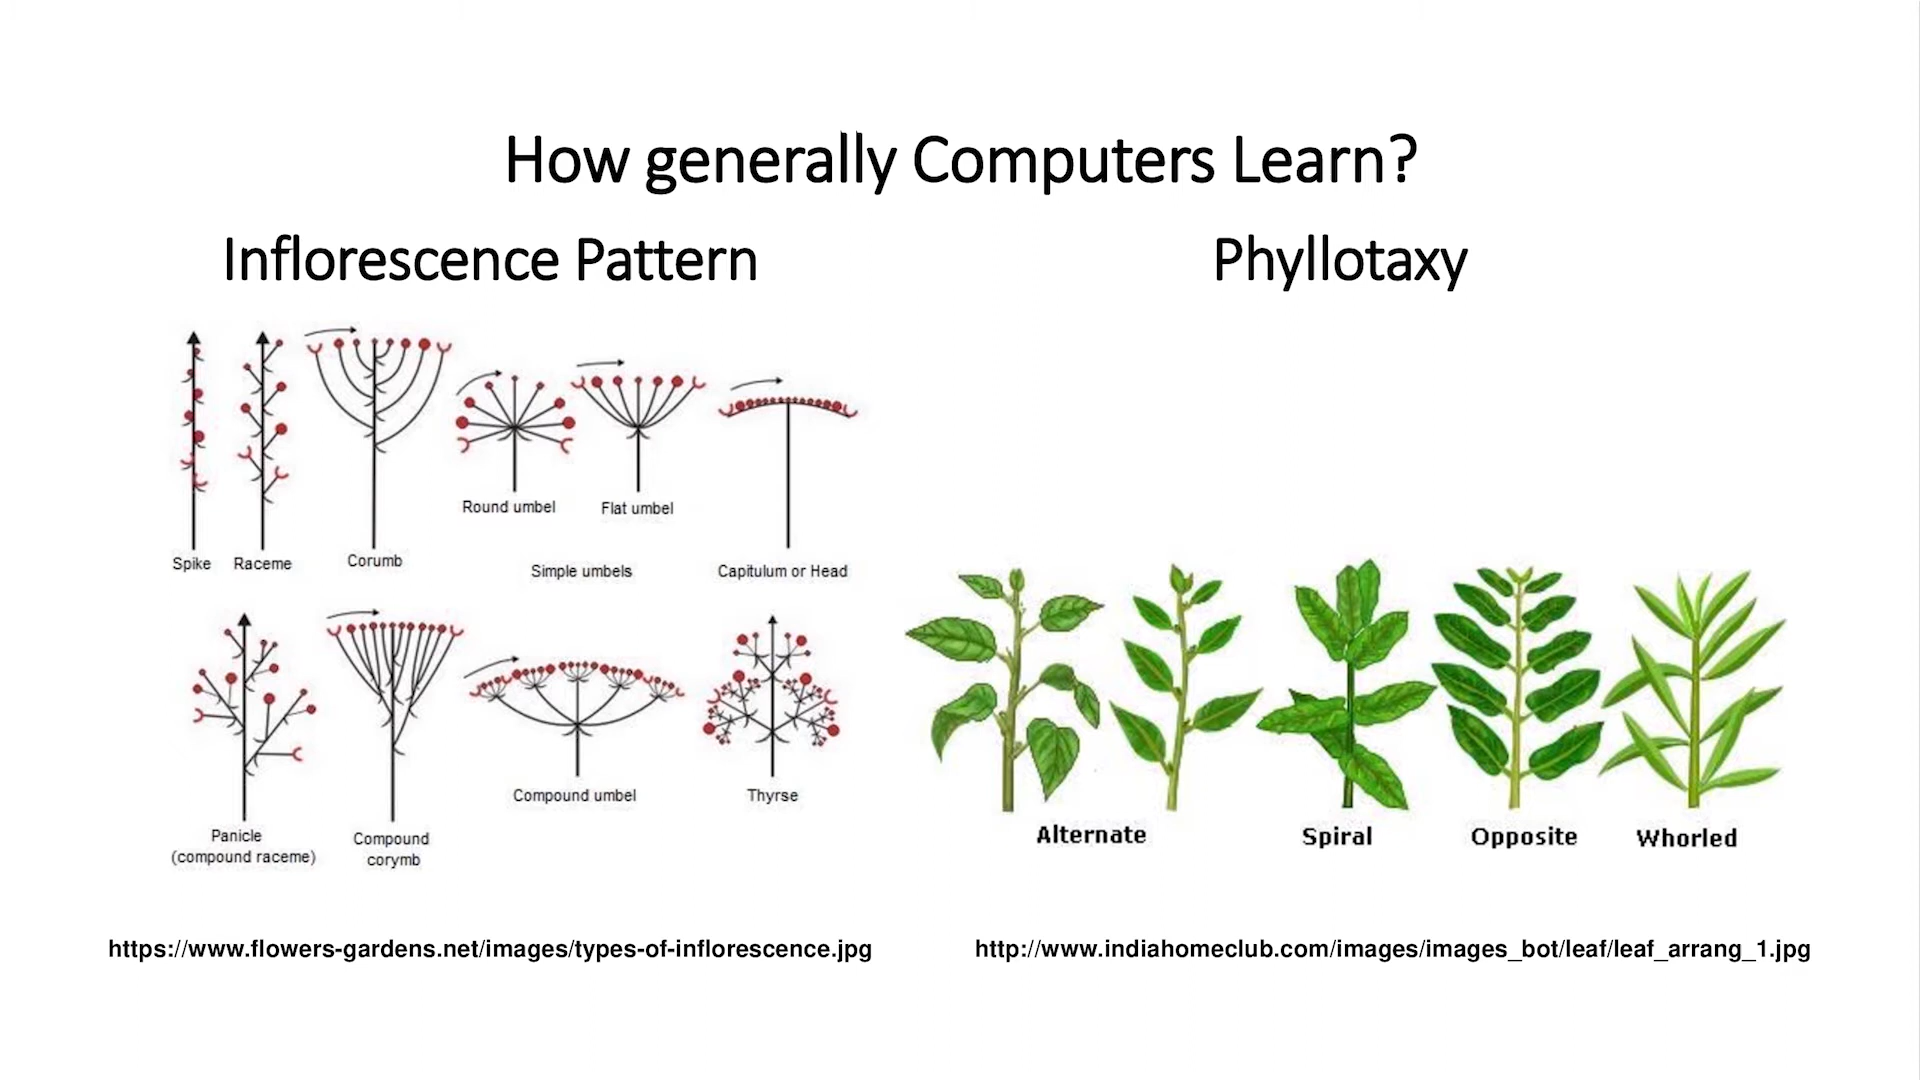 How generally Computers Learn?
Inflorescence Pattern
Phyllotaxy
Round umbel
Flat umbel
Spike
Raceme
Corumb
Simple umbels
Capitulum or Head
Compound umbel
Thyrse
Panicle
(compound raceme)
Compound
corymb
Alternate
Spiral
Opposite
Whorled
https://www.flowers-gardens.net/images/types-of-inflorescence.jpg
http://www.indiahomeclub.com/images/images_bot/leaf/leaf_arrang_1.jpg